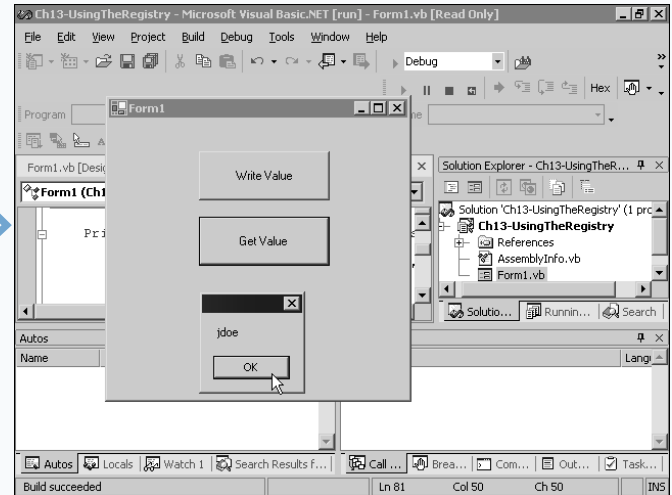 Ch13-UsingTheRegistry - Microsoft Visual Basic.NET [run] - Form1.vb [Read Only]
File Edit View Project Build Debug Tools Window Help
Debug
Hex
Program
Form1
Write Value
Get Value
jdoe
OK
Form1.vb [Desig
Form1 (Ch1
Pri
Solution Explorer - Ch13-UsingTheR...
Solution 'Ch13-UsingTheRegistry' (1 proj
Ch13-UsingTheRegistry
References
AssemblyInfo.vb
Form1.vb
Solutio... Runnin... Search
Autos
Name
Langu
Autos Locals Watch 1 Search Results f...
Call ... Brea... Com... Out... Task...
Build succeeded Ln 81 Col 50 Ch 50 INS